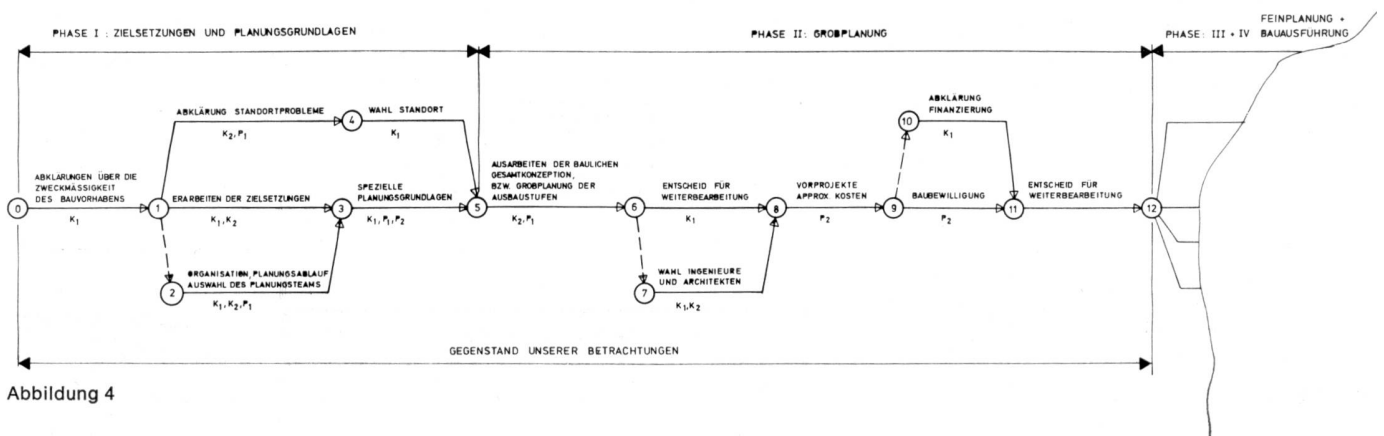 PHASE I : ZIELSETZUNGEN UND PLANUNGSGRUNDLAGEN
PHASE II: GROBPLANUNG
FEINPLANUNG +
PHASE: III + IV BAUAUSFÜHRUNG
ABKLÄRUNG STANDORTPROBLEME
K2, P1
4
WAHL STANDORT
K1
10
ABKLÄRUNG
FINANZIERUNG
K1
0
ABKLÄRUNGEN ÜBER DIE
ZWECKMÄSSIGKEIT
DES BAUVORHABENS
K1
1
ERARBEITEN DER ZIELSETZUNGEN
K1, K2
3
SPEZIELLE
PLANUNGSGRUNDLAGEN
K1, P1, P2
5
AUSARBEITEN DER BAULICHEN
GESAMTKONZEPTION,
BZW. GROBPLANUNG DER
AUSBAUSTUFEN
K2, P1
6
ENTSCHEID FÜR
WEITERBEARBEITUNG
K1
8
VORPROJEKTE
APPROX KOSTEN
P2
9
BAUBEWILLIGUNG
P2
11
ENTSCHEID FÜR
WEITERBEARBEITUNG
12
2
ORGANISATION, PLANUNGSABLAUF
AUSWAHL DES PLANUNGSTEAMS
K1, K2, P1
7
WAHL INGENIEURE
UND ARCHITEKTEN
K1, K2
GEGENSTAND UNSERER BETRACHTUNGEN
Abbildung 4